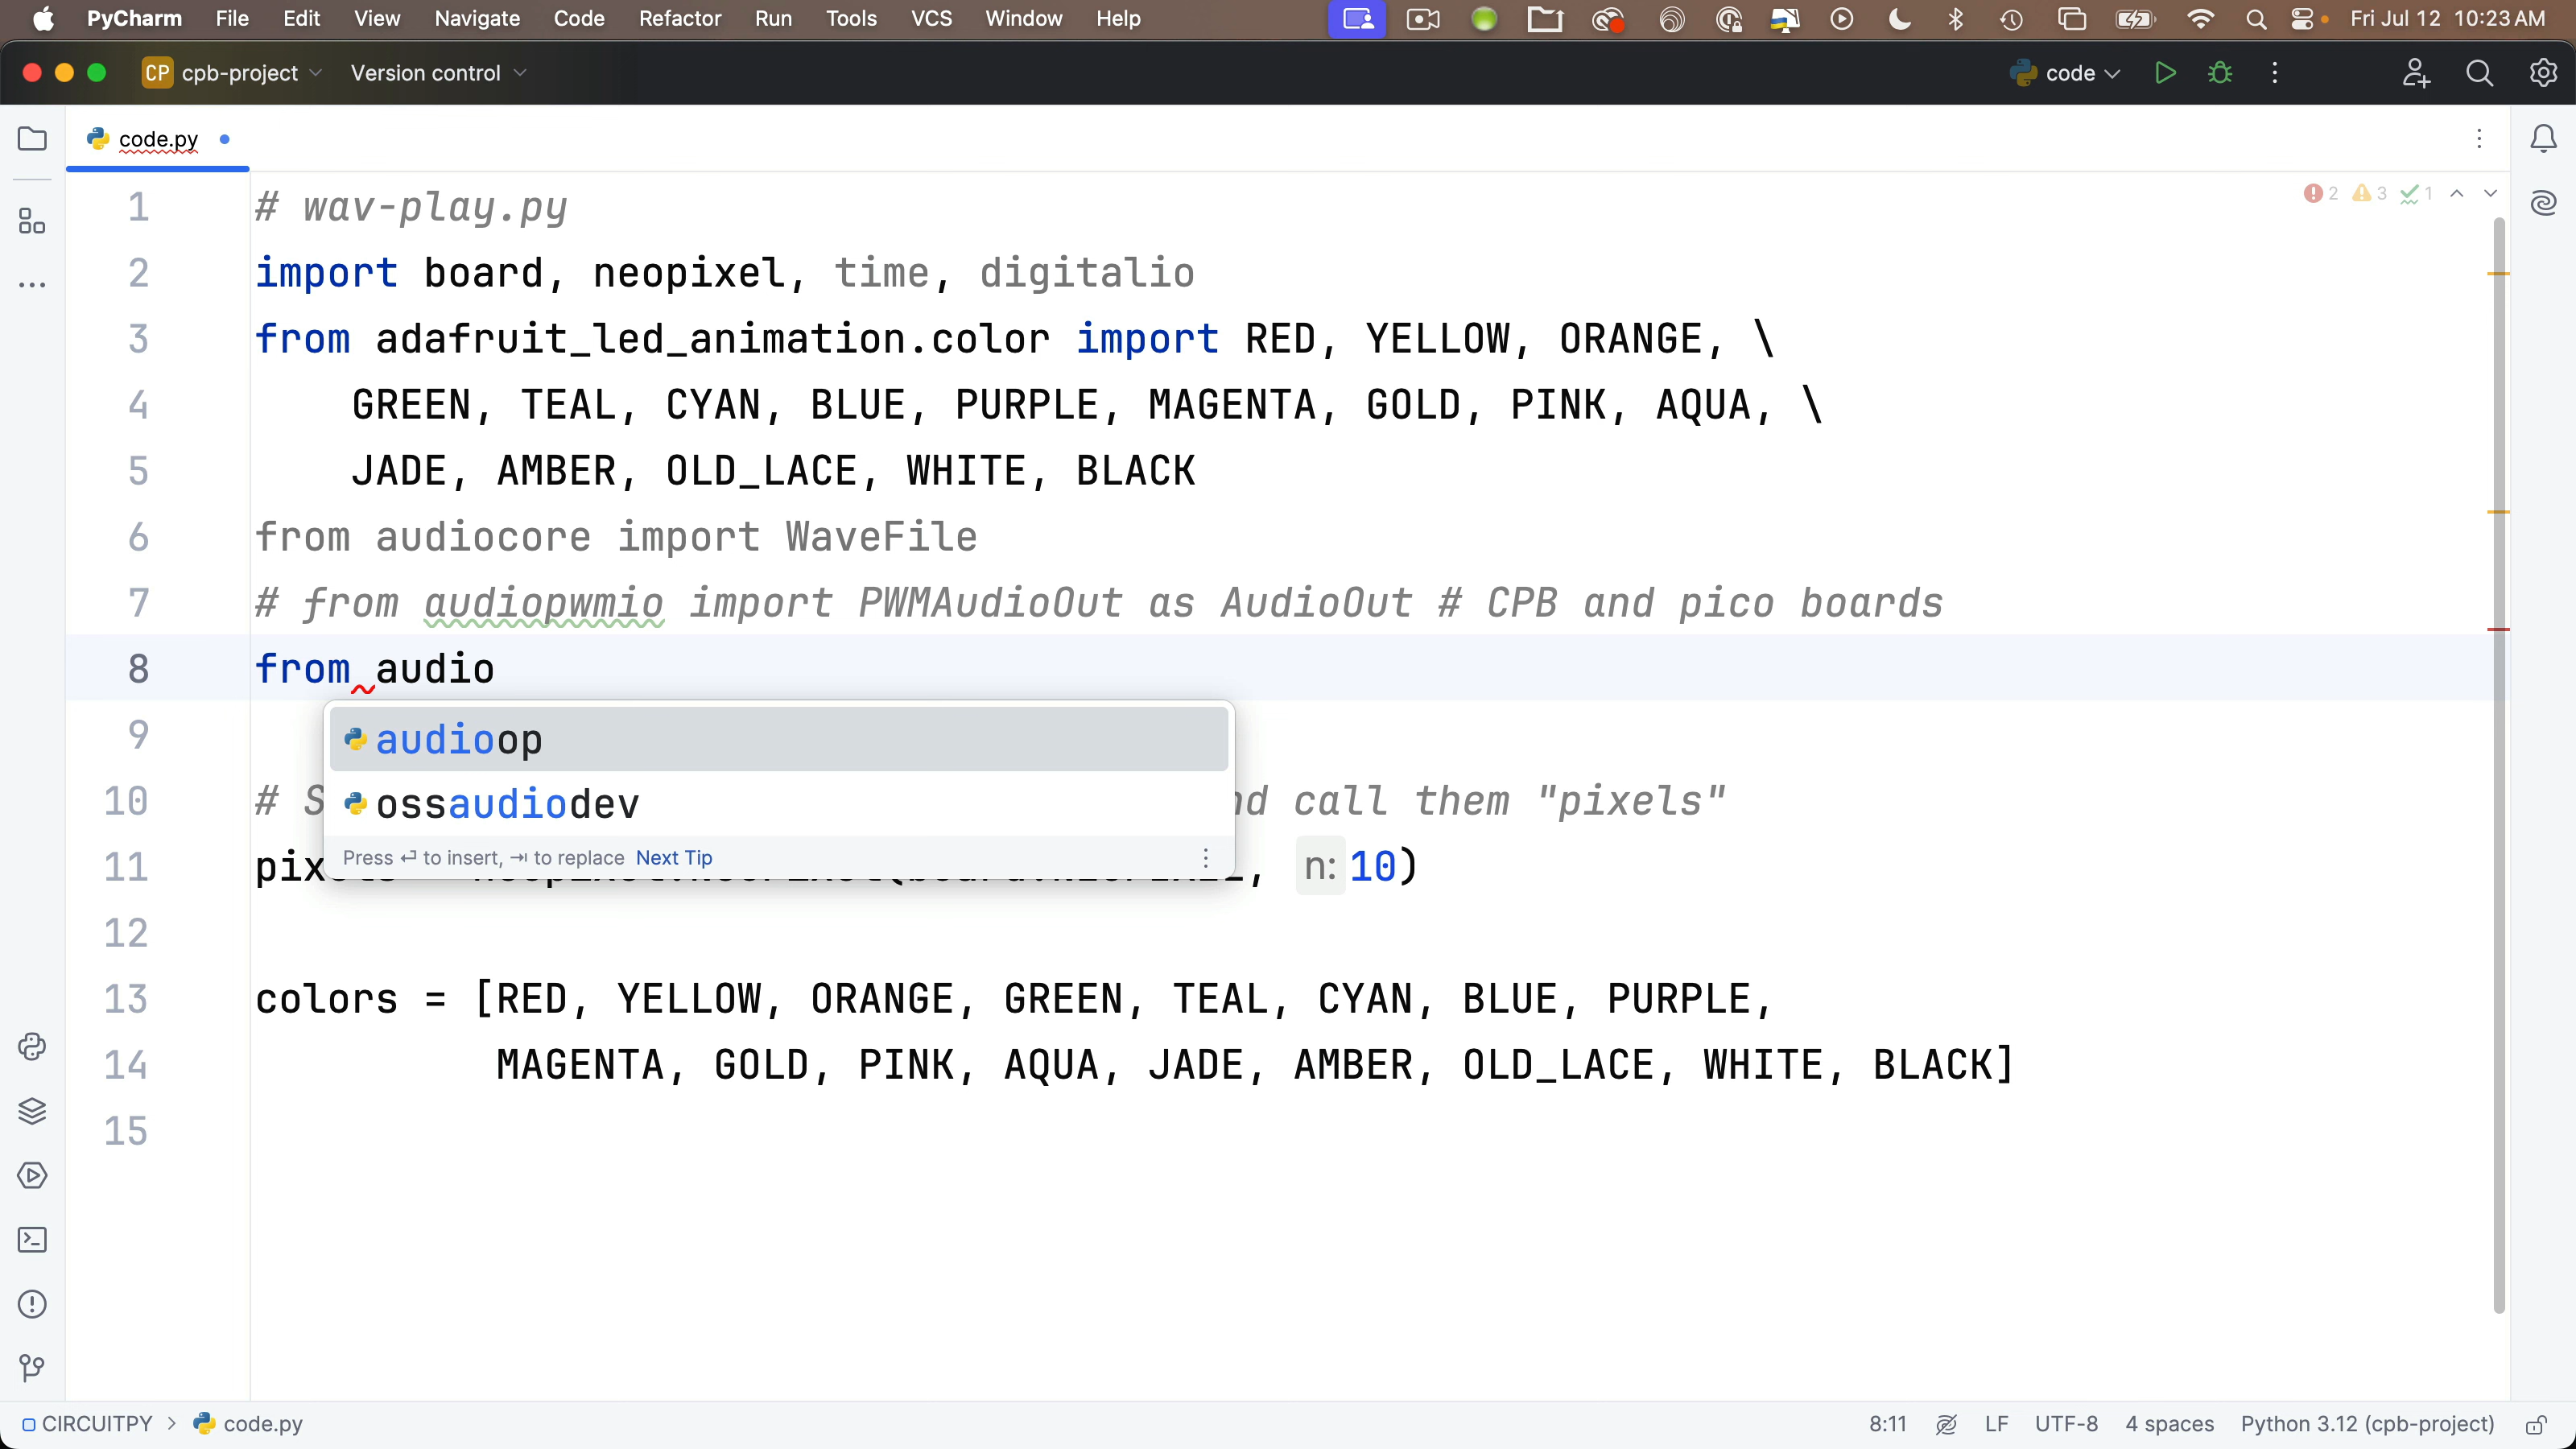 PyCharm File Edit View Navigate Code Refactor Run Tools VCS Window Help Fri Jul 12 10:23 AM
CP cpb-project Version control code
code.py
2 3 1
1 # wav-play.py
2 import board, neopixel, time, digitalio
3 from adafruit_led_animation.color import RED, YELLOW, ORANGE, \
4 GREEN, TEAL, CYAN, BLUE, PURPLE, MAGENTA, GOLD, PINK, AQUA, \
5 JADE, AMBER, OLD_LACE, WHITE, BLACK
6 from audiocore import WaveFile
7 # from audiopwmio import PWMAudioOut as AudioOut # CPB and pico boards
8 from audio
9 audioop
10 # S ossaudiodev nd call them "pixels"
Press ⏎ to insert, ⇥ to replace Next Tip
11 pix n: 10)
12
13 colors = [RED, YELLOW, ORANGE, GREEN, TEAL, CYAN, BLUE, PURPLE,
14 MAGENTA, GOLD, PINK, AQUA, JADE, AMBER, OLD_LACE, WHITE, BLACK]
15
CIRCUITPY > code.py 8:11 LF UTF-8 4 spaces Python 3.12 (cpb-project)